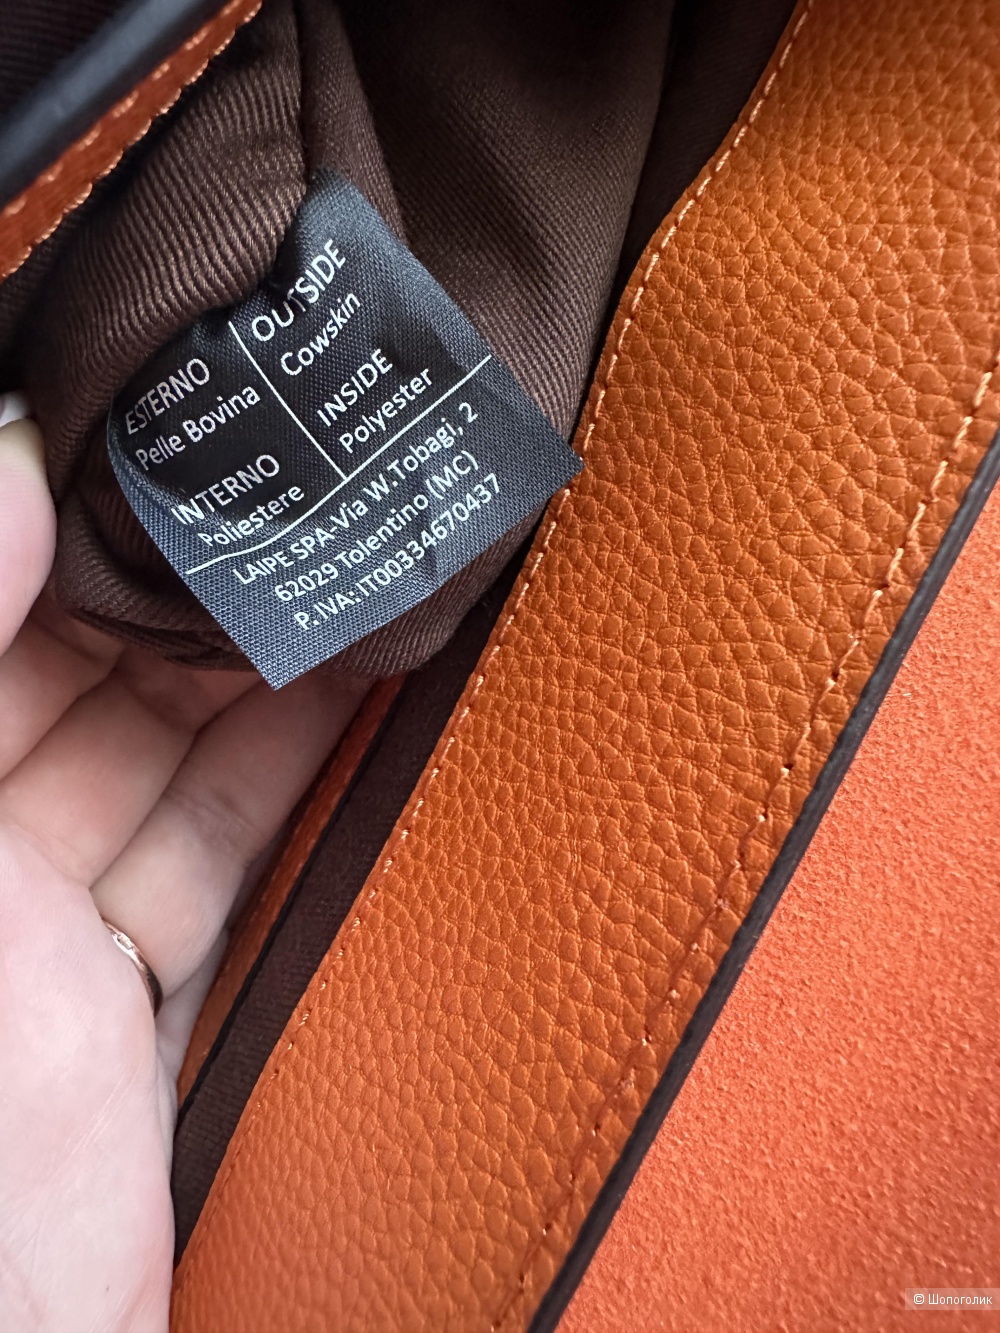 ESTERNO
Pelle Bovina
INTERNO
Poliestere
OUTSIDE
Cowskin
INSIDE
Polyester
LAIPE SPA-Via W.Tobagi, 2
62029 Tolentino (MC)
P. IVA: IT00334670437
© Шопоголик